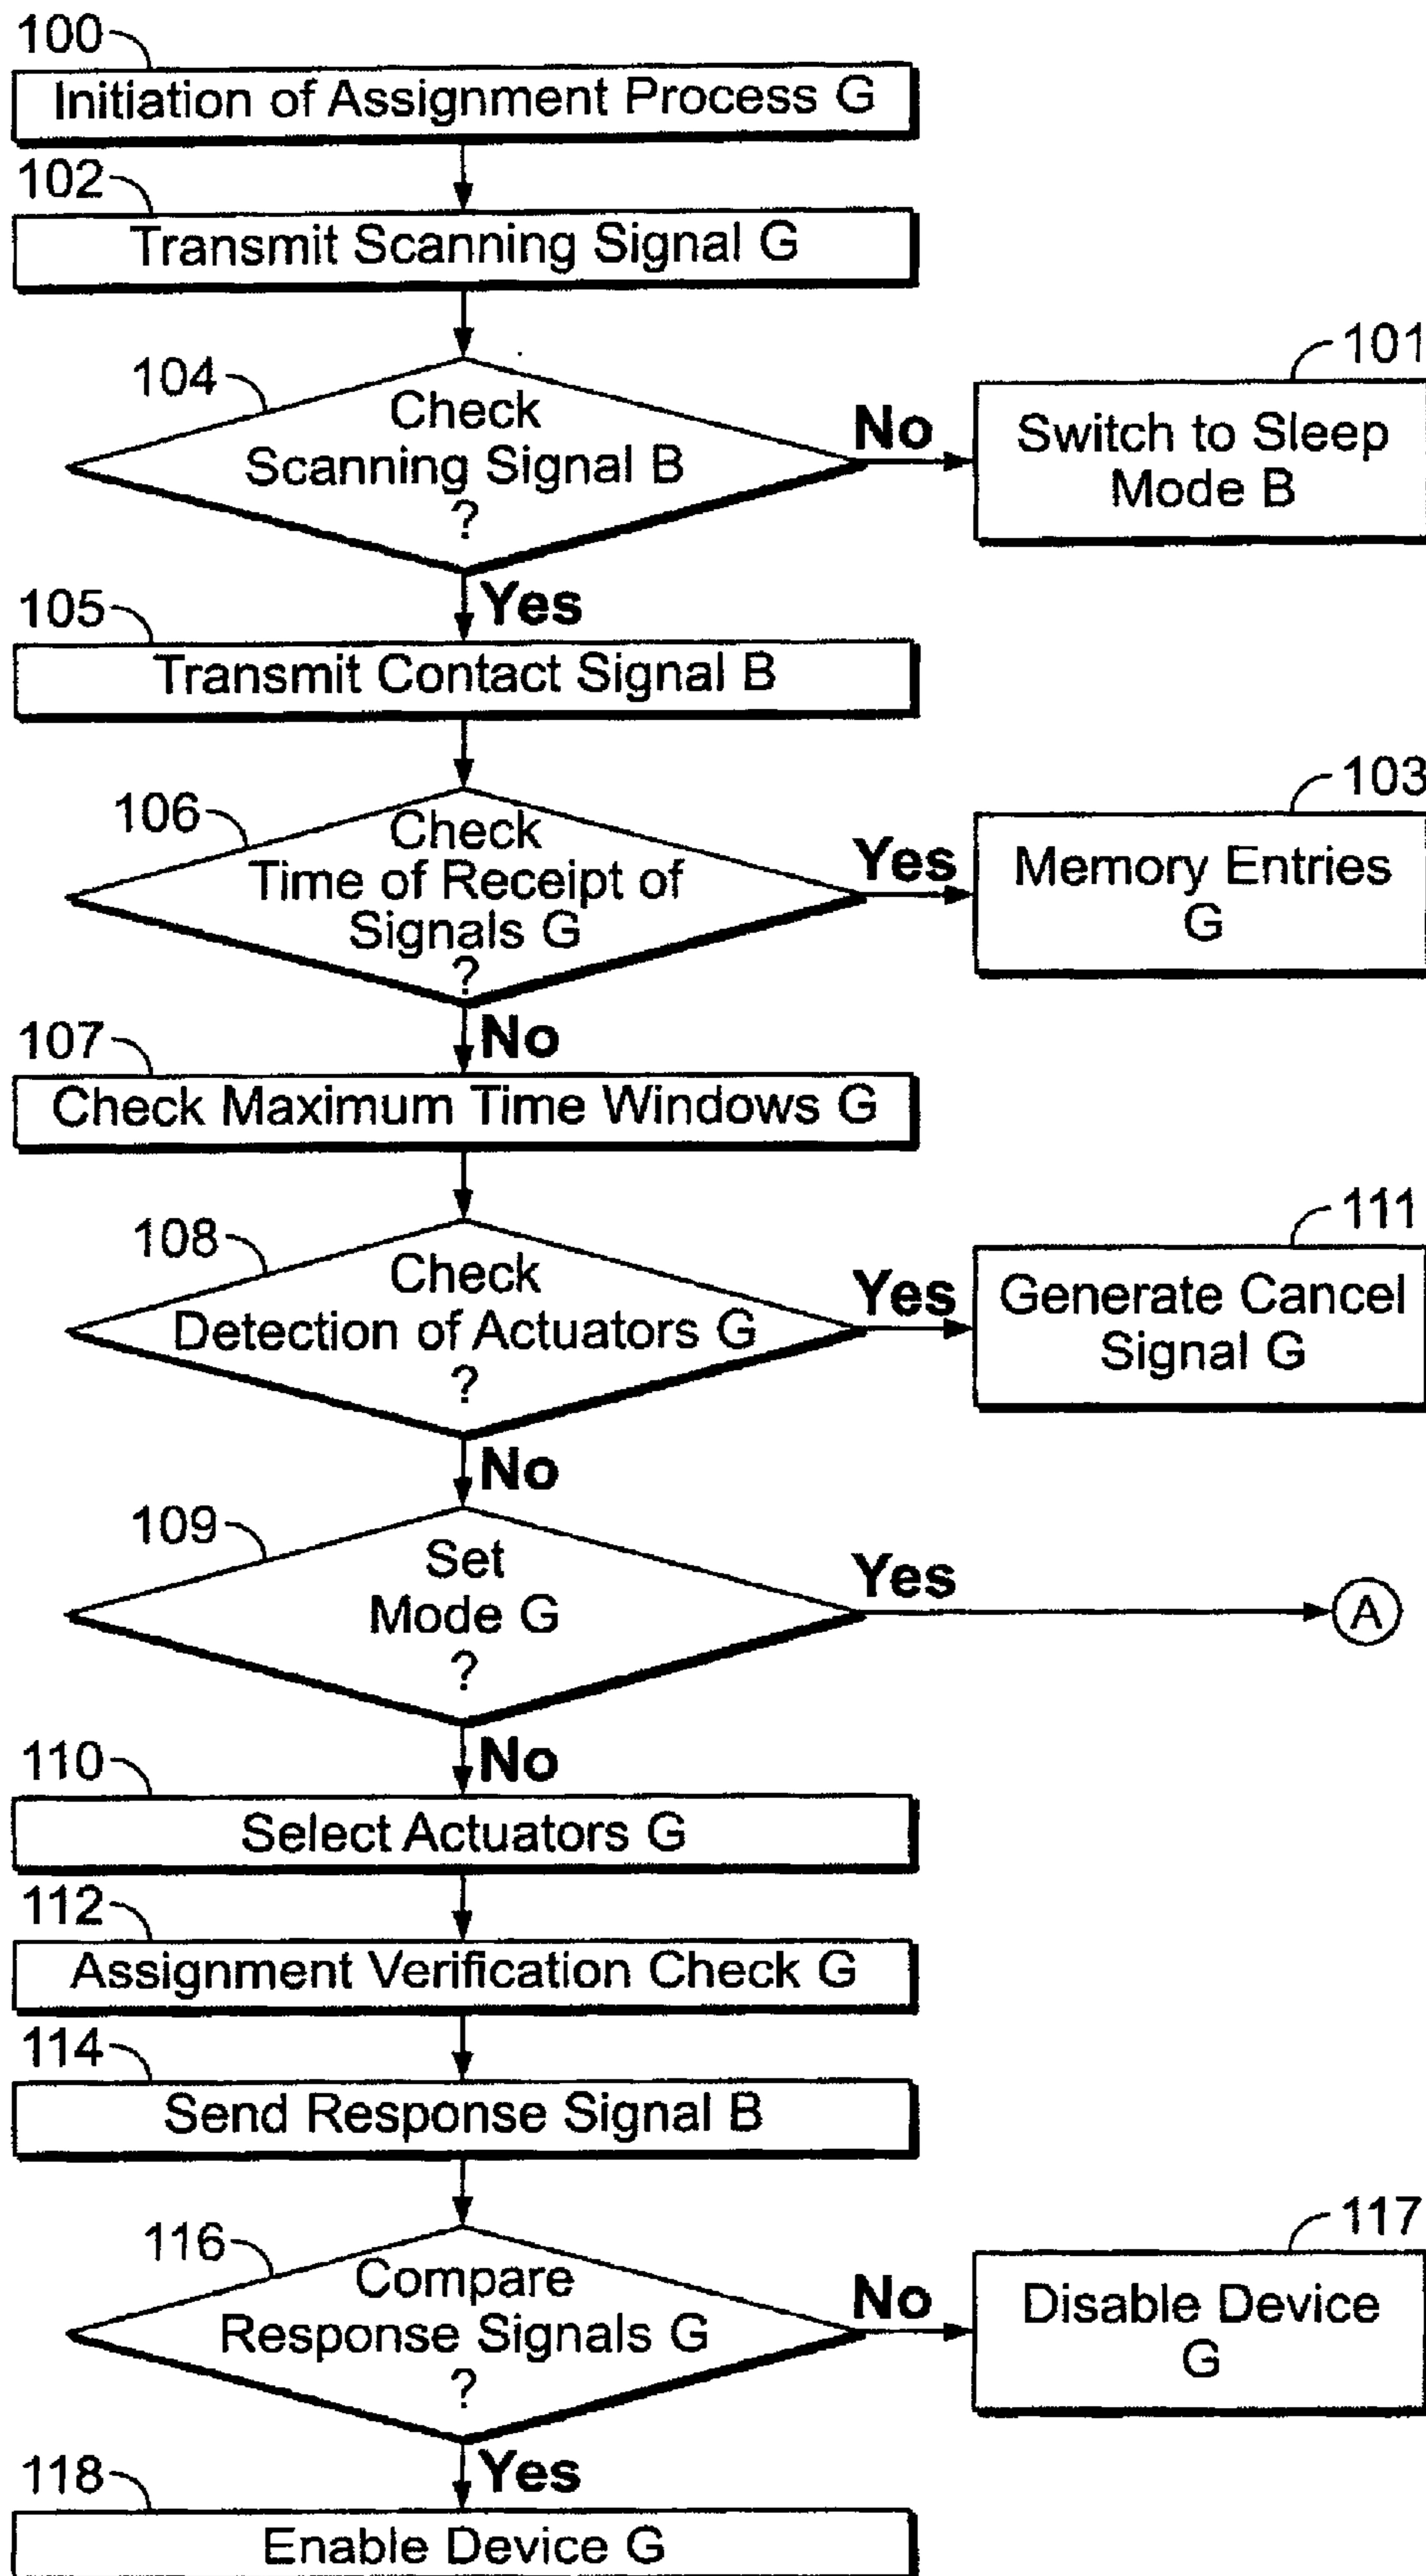 100
Initiation of Assignment Process G
102
Transmit Scanning Signal G
104
Check
Scanning Signal B
?
No
101
Switch to Sleep
Mode B
Yes
105
Transmit Contact Signal B
106
Check
Time of Receipt of
Signals G
?
Yes
103
Memory Entries
G
No
107
Check Maximum Time Windows G
108
Check
Detection of Actuators G
?
Yes
111
Generate Cancel
Signal G
No
109
Set
Mode G
?
Yes
A
No
110
Select Actuators G
112
Assignment Verification Check G
114
Send Response Signal B
116
Compare
Response Signals G
?
No
117
Disable Device
G
Yes
118
Enable Device G